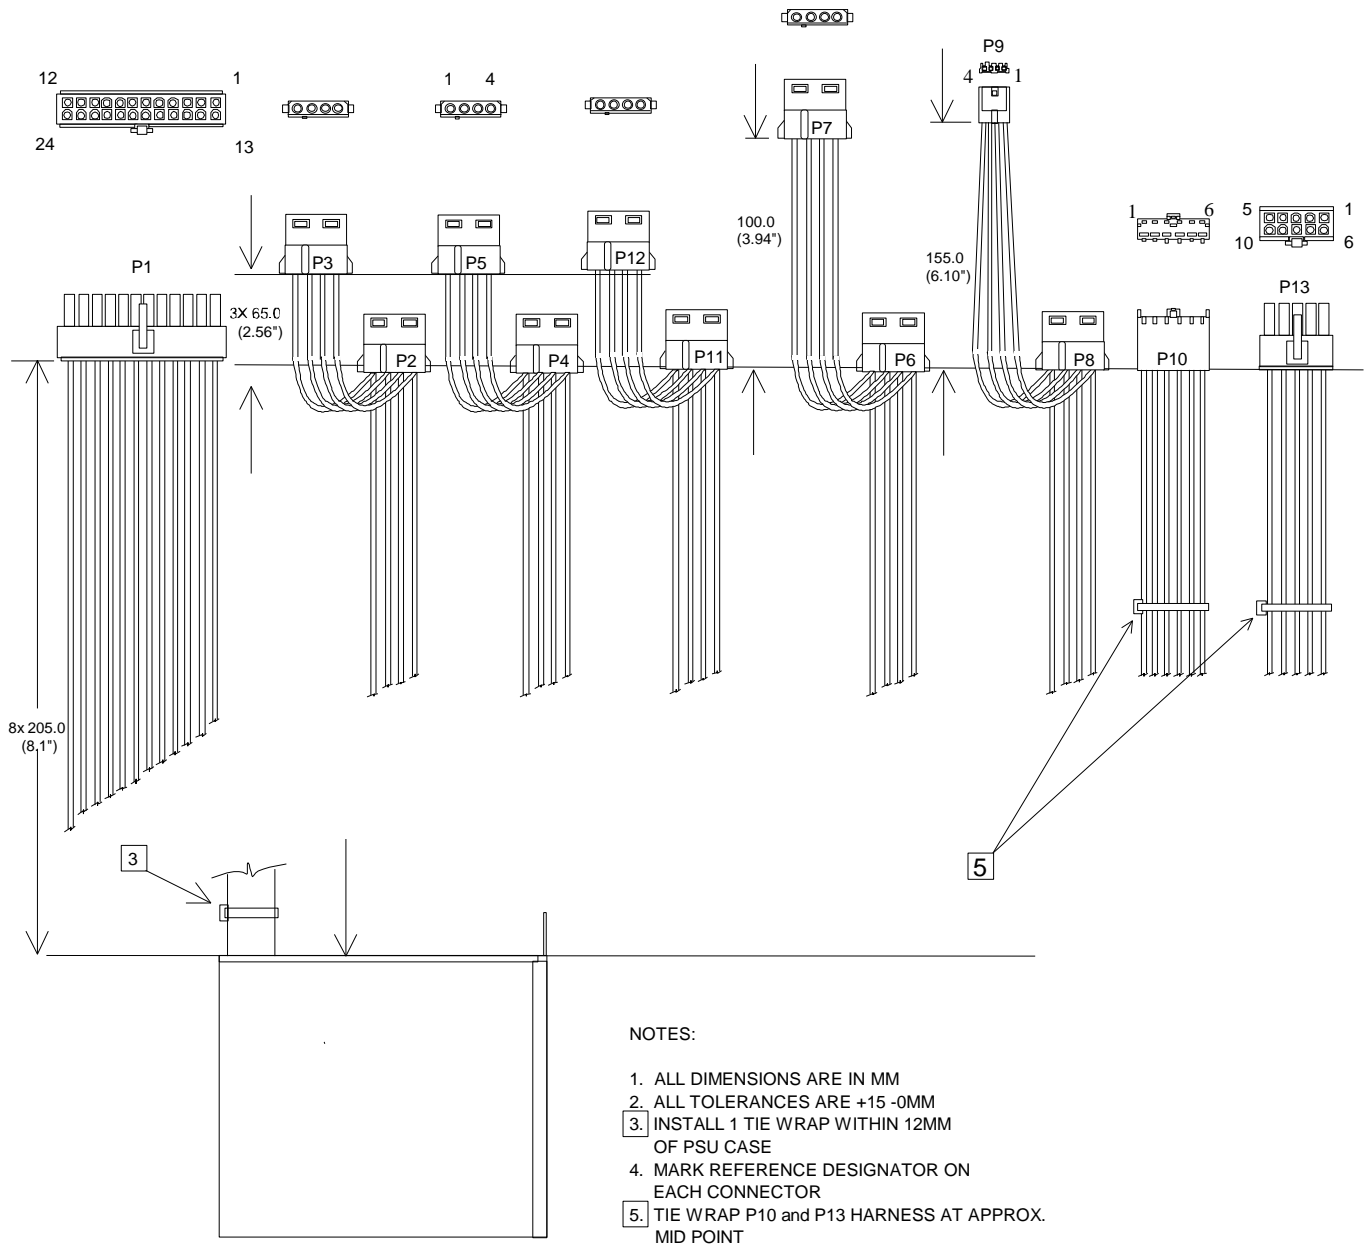 P9
4 1
12 1
1 4
P7
24 13
100.0
(3.94")
155.0
(6.10")
1 6
5 1
10 6
P1
P3
P5
P12
P13
3X 65.0
(2.56")
P2
P4
P11
P6
P8
P10
8x 205.0
(8.1")
3
5
NOTES:
1. ALL DIMENSIONS ARE IN MM
2. ALL TOLERANCES ARE +15 -0MM
3. INSTALL 1 TIE WRAP WITHIN 12MM
OF PSU CASE
4. MARK REFERENCE DESIGNATOR ON
EACH CONNECTOR
5. TIE WRAP P10 and P13 HARNESS AT APPROX.
MID POINT